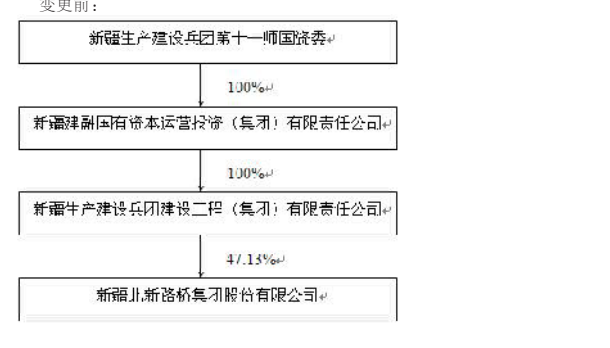 变更前：
新疆生产建设兵团第十一师国资委
100%
新疆建融国有资本运营投资（集团）有限责任公司
100%
新疆生产建设兵团建设工程（集团）有限责任公司
47.13%
新疆北新路桥集团股份有限公司